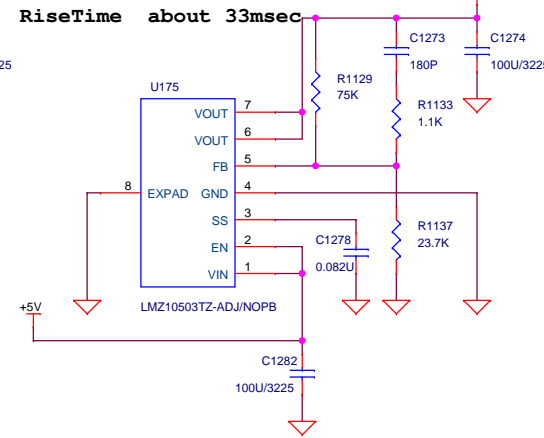 RiseTime about 33msec
25
C1273
180P
C1274
100U/3225
R1129
75K
R1133
1.1K
U175
VOUT 7
VOUT 6
FB 5
8 EXPAD GND 4
SS 3
EN 2
VIN 1
C1278
0.082U
R1137
23.7K
LMZ10503TZ-ADJ/NOPB
+5V
C1282
100U/3225